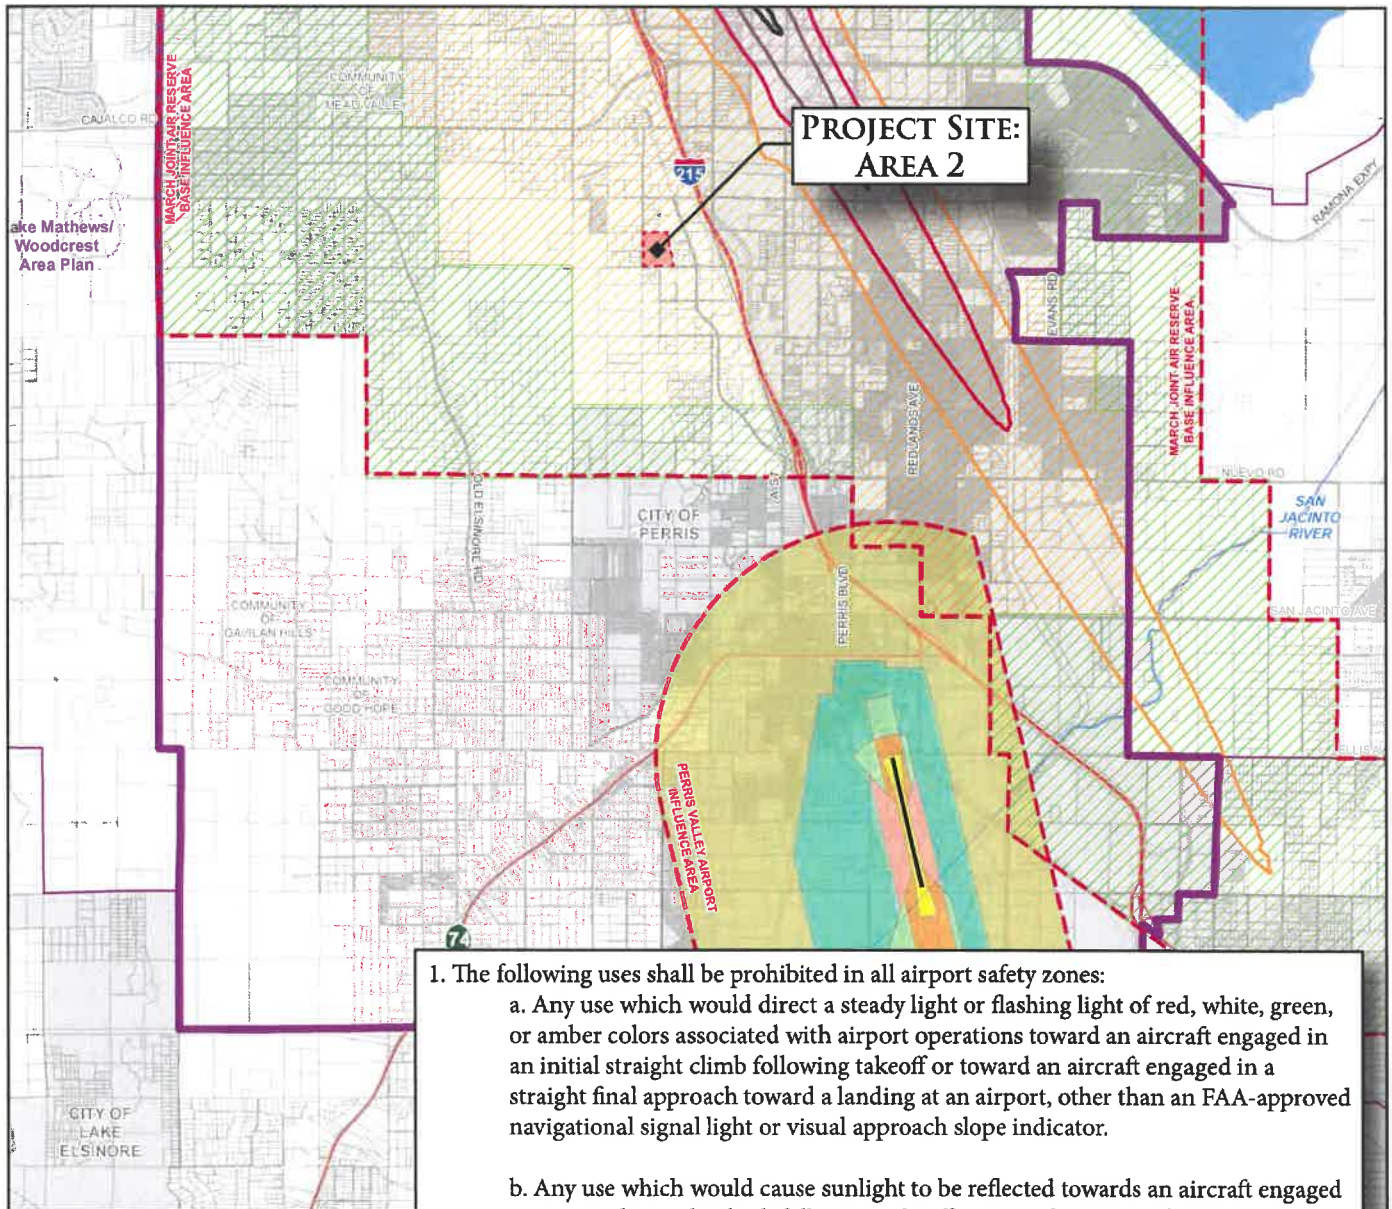 COMMUNITY
OF
MEAD VALLEY
CAJALCO RD
MARCH JOINT AIR RESERVE
BASE INFLUENCE AREA
PROJECT SITE:
AREA 2
215
RAMONA EXPY
ake Mathews/
Woodcrest
Area Plan
EVANS RD
MARCH JOINT AIR RESERVE
BASE INFLUENCE AREA
REDLANDS AVE
NUEVO RD
A ST
OLD ELSINORE RD
CITY OF
PERRIS
SAN
JACINTO
RIVER
PERRIS BLVD
COMMUNITY
OF
GAVILAN HILLS
SAN JACINTO AVE
COMMUNITY
OF
GOOD HOPE
ELLIS A
PERRIS VALLEY AIRPORT
INFLUENCE AREA
74
1. The following uses shall be prohibited in all airport safety zones:
a. Any use which would direct a steady light or flashing light of red, white, green,
or amber colors associated with airport operations toward an aircraft engaged in
an initial straight climb following takeoff or toward an aircraft engaged in a
straight final approach toward a landing at an airport, other than an FAA-approved
navigational signal light or visual approach slope indicator.
b. Any use which would cause sunlight to be reflected towards an aircraft engaged
CITY OF
LAKE
ELSINORE